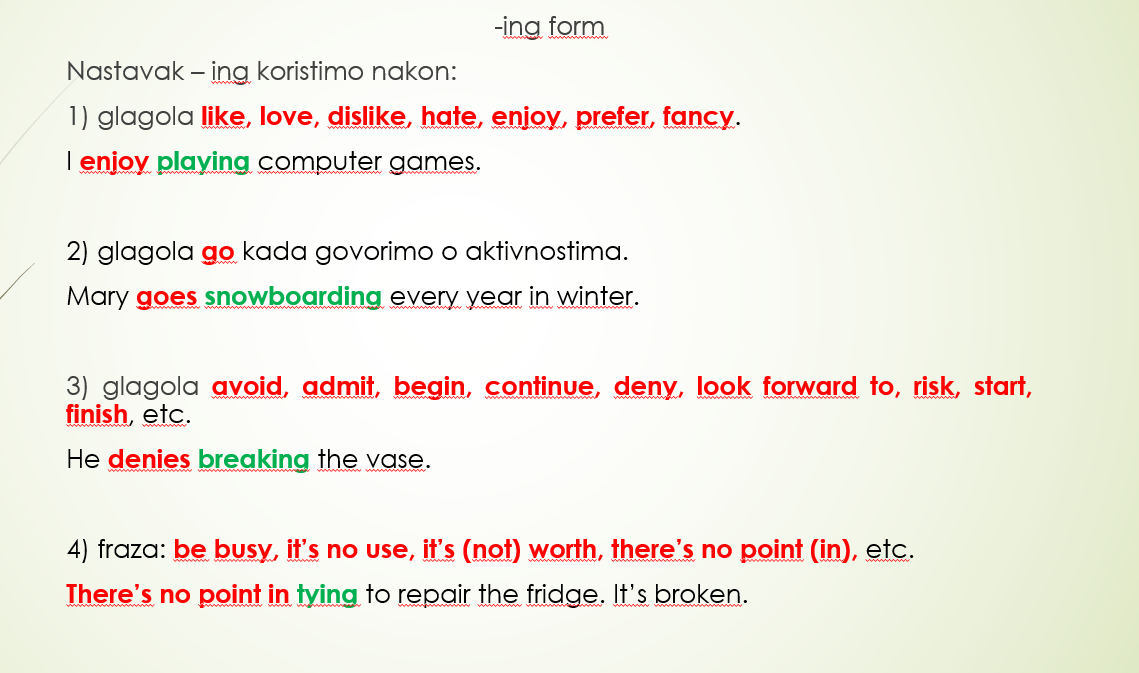 -ing form
Nastavak – ing koristimo nakon:
1) glagola like, love, dislike, hate, enjoy, prefer, fancy.
I enjoy playing computer games.
2) glagola go kada govorimo o aktivnostima.
Mary goes snowboarding every year in winter.
3) glagola avoid, admit, begin, continue, deny, look forward to, risk, start,
finish, etc.
He denies breaking the vase.
4) fraza: be busy, it’s no use, it’s (not) worth, there’s no point (in), etc.
There’s no point in tying to repair the fridge. It’s broken.